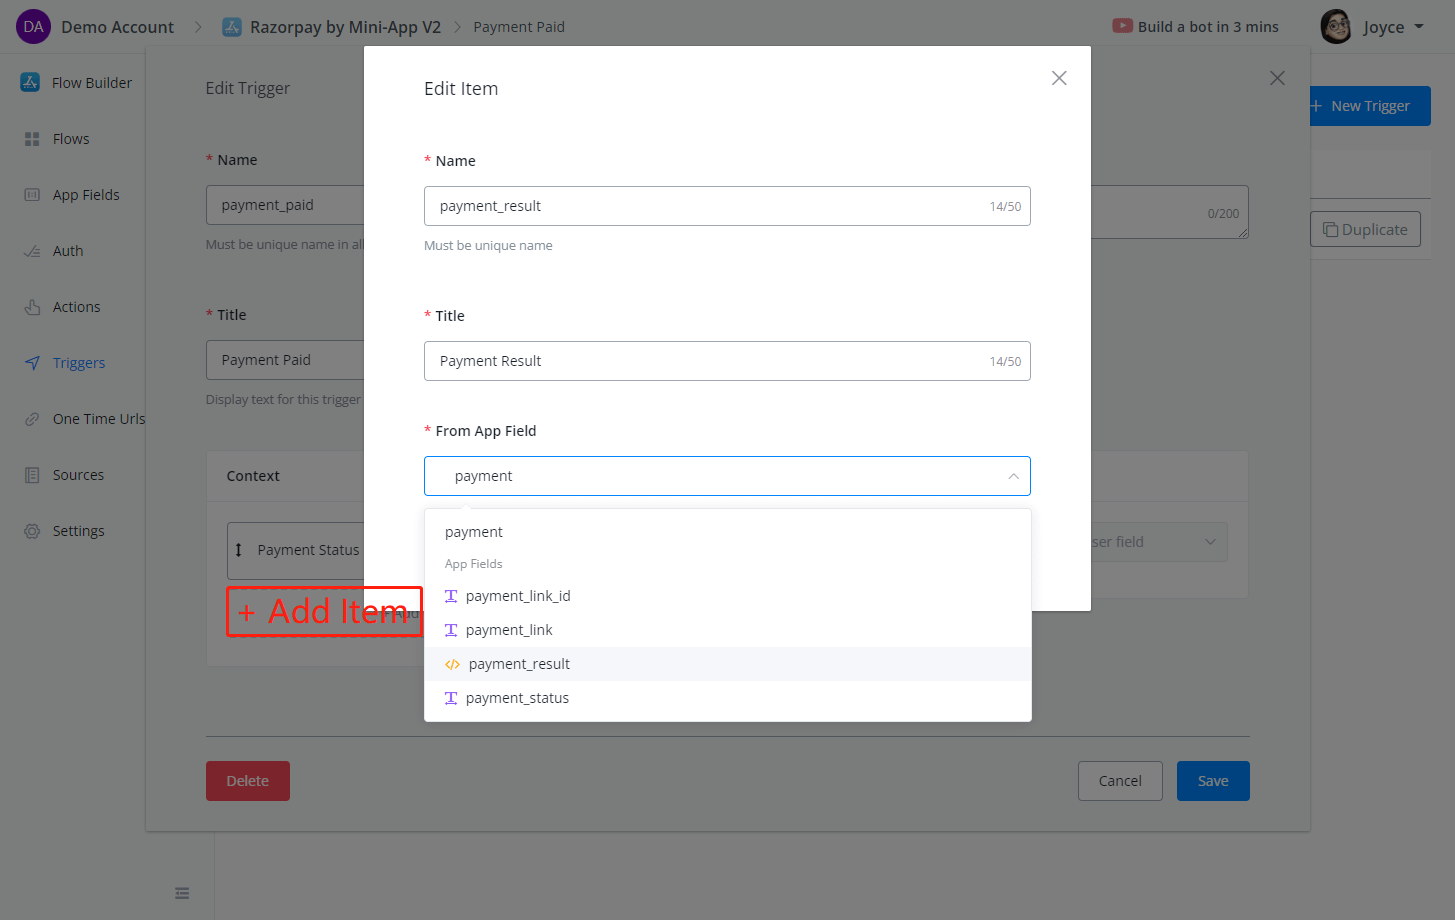 DA Demo Account > Razorpay by Mini-App V2 > Payment Paid
Build a bot in 3 mins
Joyce
Flow Builder
Flows
App Fields
Auth
Actions
Triggers
One Time Urls
Sources
Settings
Edit Trigger
+ New Trigger
* Name
payment_paid
Must be unique name in al
0/200
Duplicate
* Title
Payment Paid
Display text for this trigger
Context
Payment Status
ser field
+ Add Item
Add
Delete
Cancel
Save
Edit Item
* Name
payment_result
14/50
Must be unique name
* Title
Payment Result
14/50
* From App Field
payment
payment
App Fields
payment_link_id
payment_link
</> payment_result
payment_status